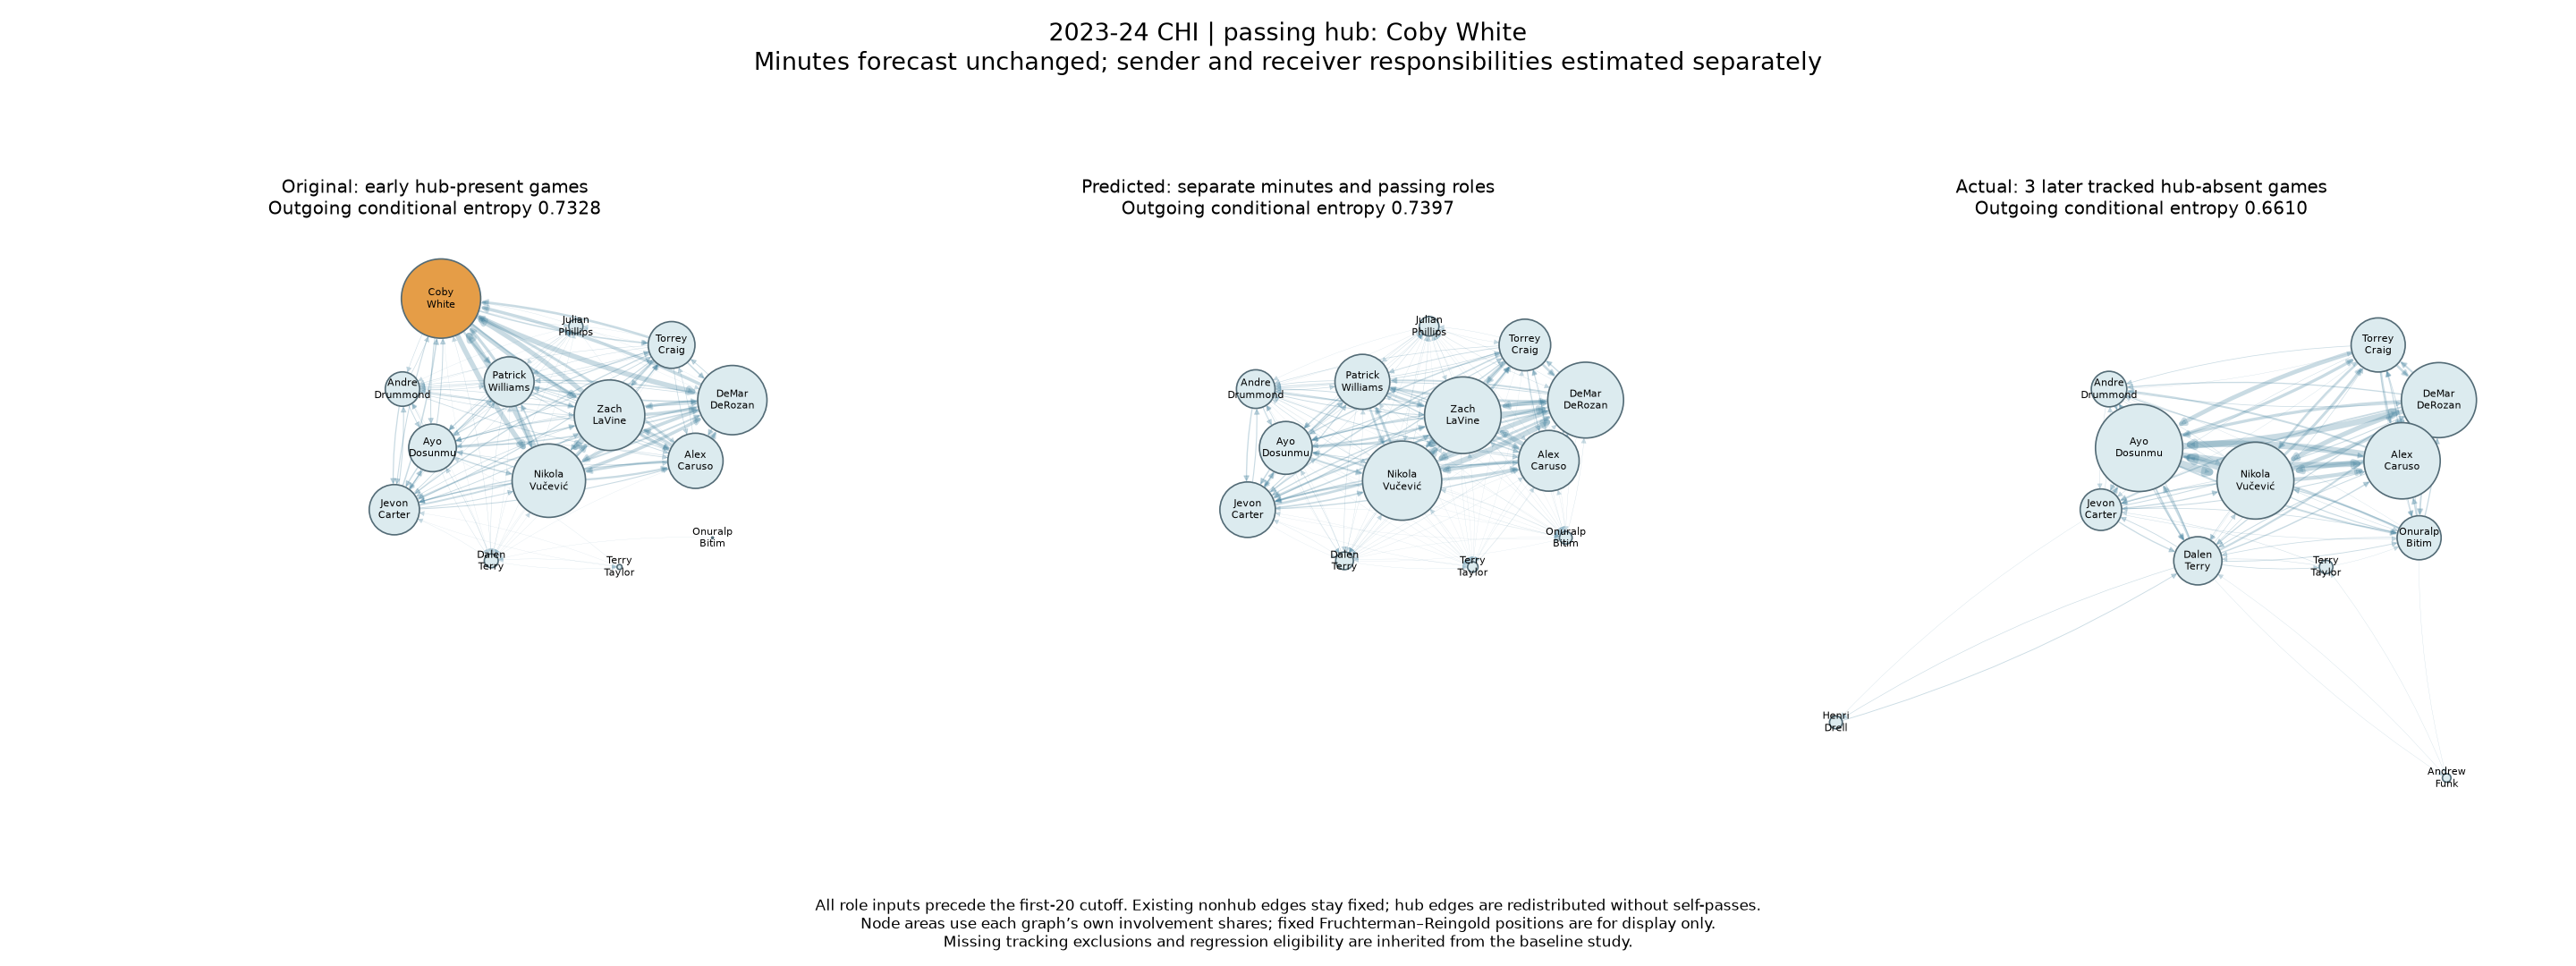 2023-24 CHI | passing hub: Coby White
Minutes forecast unchanged; sender and receiver responsibilities estimated separately
Original: early hub-present games
Outgoing conditional entropy 0.7328
Coby
White
Julian
Phillips
Torrey
Craig
Patrick
Williams
Andre
Drummond
DeMar
DeRozan
Zach
LaVine
Ayo
Dosunmu
Alex
Caruso
Nikola
Vučević
Jevon
Carter
Onuralp
Bitim
Dalen
Terry
Terry
Taylor
Predicted: separate minutes and passing roles
Outgoing conditional entropy 0.7397
Julian
Phillips
Torrey
Craig
Patrick
Williams
Andre
Drummond
DeMar
DeRozan
Zach
LaVine
Ayo
Dosunmu
Alex
Caruso
Nikola
Vučević
Jevon
Carter
Onuralp
Bitim
Dalen
Terry
Terry
Taylor
Actual: 3 later tracked hub-absent games
Outgoing conditional entropy 0.6610
Torrey
Craig
Andre
Drummond
DeMar
DeRozan
Ayo
Dosunmu
Alex
Caruso
Nikola
Vučević
Jevon
Carter
Onuralp
Bitim
Dalen
Terry
Terry
Taylor
Henri
Drell
Andrew
Funk
All role inputs precede the first-20 cutoff. Existing nonhub edges stay fixed; hub edges are redistributed without self-passes.
Node areas use each graph’s own involvement shares; fixed Fruchterman–Reingold positions are for display only.
Missing tracking exclusions and regression eligibility are inherited from the baseline study.